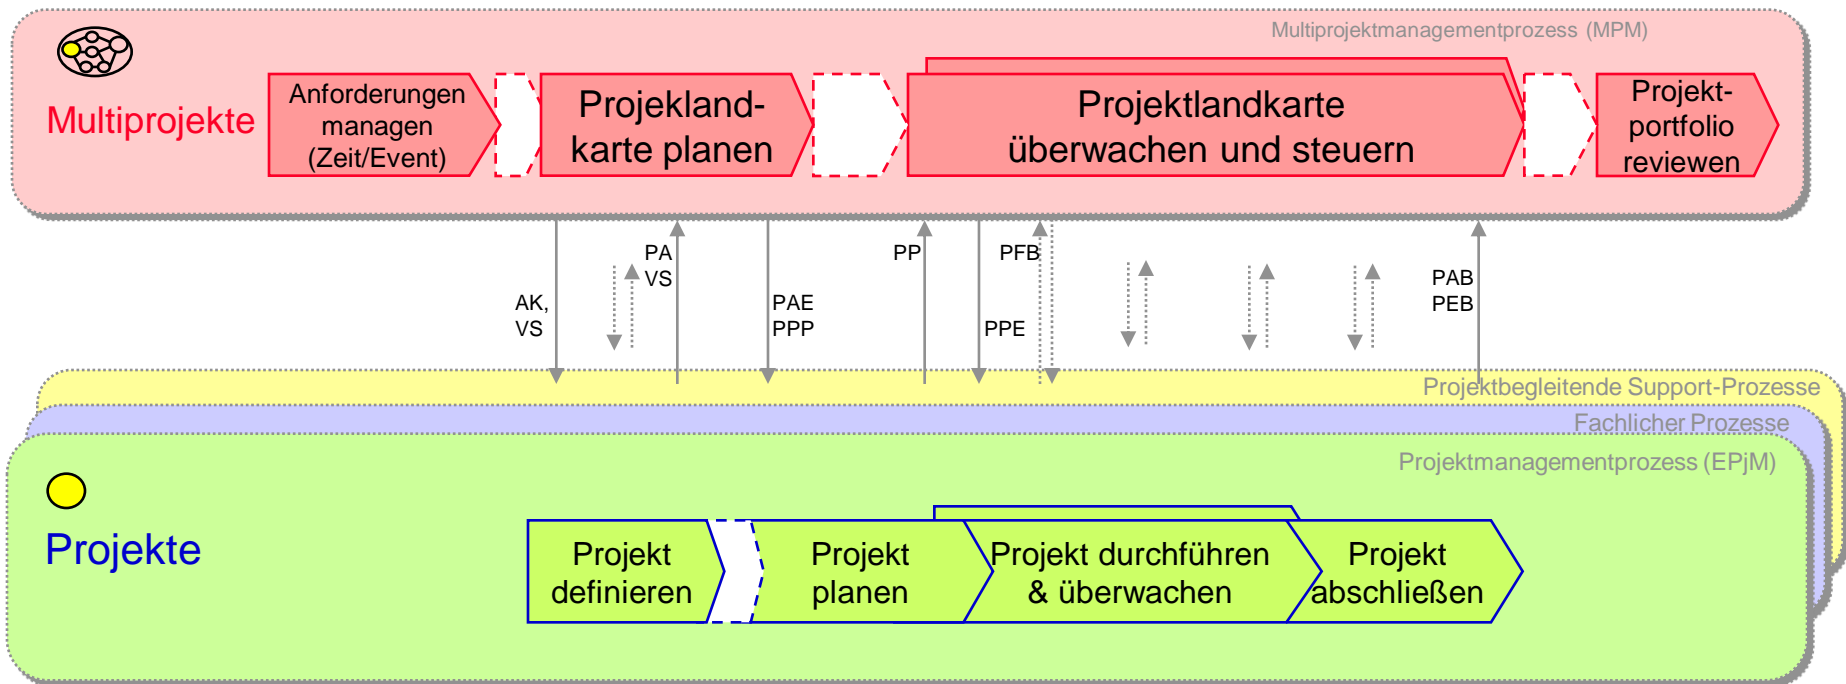 Multiprojektmanagementprozess (MPM)
Multiprojekte
Anforderungen
managen
(Zeit/Event)
Projekland-
karte planen
Projektlandkarte
überwachen und steuern
Projekt-
portfolio
reviewen
AK,
VS
PA
VS
PAE
PPP
PP
PPE
PFB
PAB
PEB
Projektbegleitende Support-Prozesse
Fachlicher Prozesse
Projektmanagementprozess (EPjM)
Projekte
Projekt
definieren
Projekt
planen
Projekt durchführen
& überwachen
Projekt
abschließen